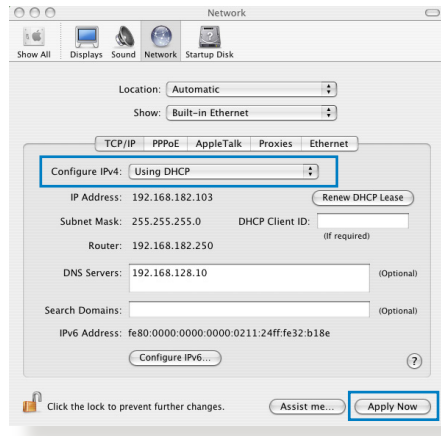 Network
Show All Displays Sound Network Startup Disk
Location: Automatic
Show: Built-in Ethernet
TCP/IP PPPoE AppleTalk Proxies Ethernet
Configure IPv4: Using DHCP
IP Address: 192.168.182.103 Renew DHCP Lease
Subnet Mask: 255.255.255.0 DHCP Client ID:
(If required)
Router: 192.168.182.250
DNS Servers: 192.168.128.10 (Optional)
Search Domains: (Optional)
IPv6 Address: fe80:0000:0000:0000:0211:24ff:fe32:b18e
Configure IPv6... ?
Click the lock to prevent further changes. Assist me... Apply Now